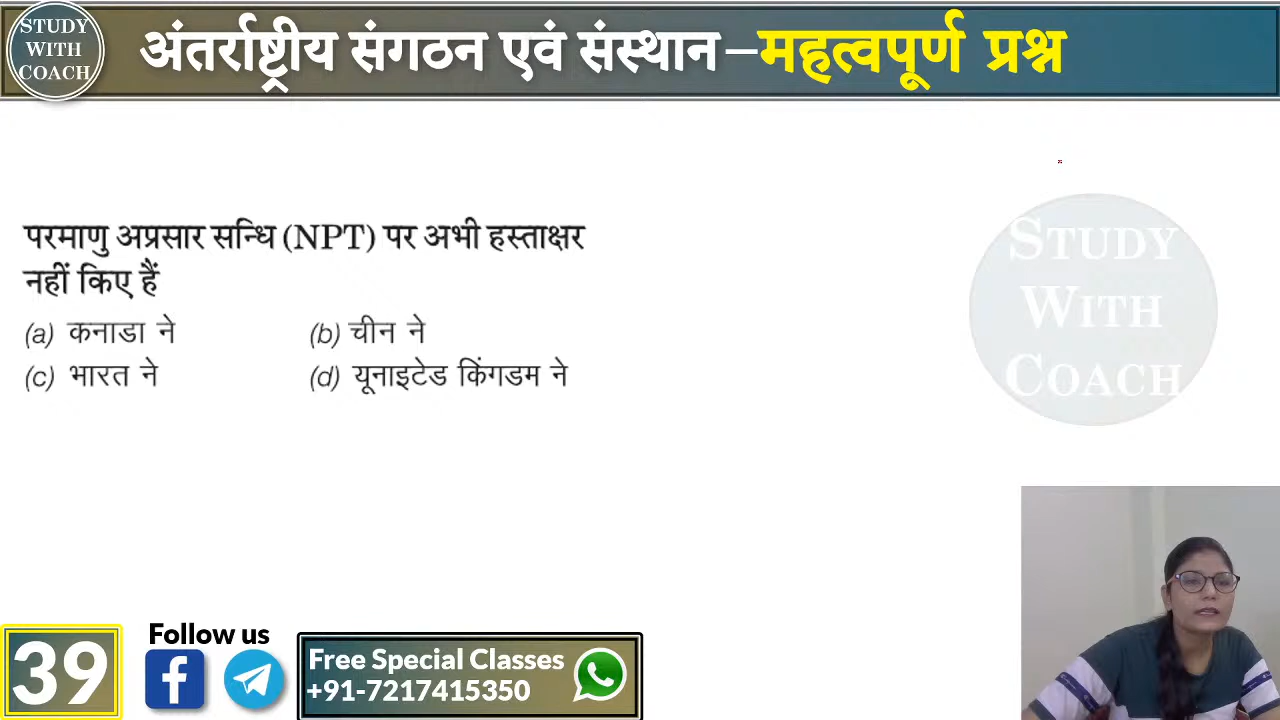 STUDY
WITH
COACH
अंतर्राष्ट्रीय संगठन एवं संस्थान–महत्वपूर्ण प्रश्न
परमाणु अप्रसार सन्धि (NPT) पर अभी हस्ताक्षर
नहीं किए हैं
(a) कनाडा ने (b) चीन ने
(c) भारत ने (d) यूनाइटेड किंगडम ने
STUDY
WITH
COACH
39
Follow us
Free Special Classes
+91-7217415350